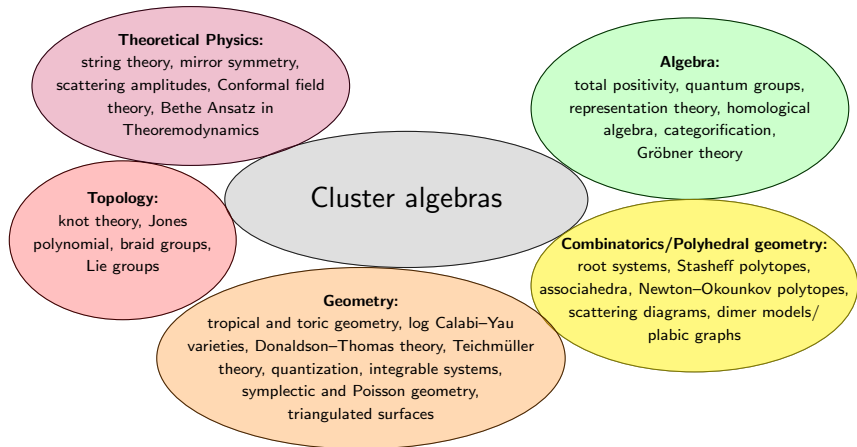 Theoretical Physics:
string theory, mirror symmetry,
scattering amplitudes, Conformal field
theory, Bethe Ansatz in
Theoremodynamics
Algebra:
total positivity, quantum groups,
representation theory, homological
algebra, categorification,
Gröbner theory
Cluster algebras
Topology:
knot theory, Jones
polynomial, braid groups,
Lie groups
Combinatorics/Polyhedral geometry:
root systems, Stasheff polytopes,
associahedra, Newton–Okounkov polytopes,
scattering diagrams, dimer models/
plabic graphs
Geometry:
tropical and toric geometry, log Calabi–Yau
varieties, Donaldson–Thomas theory, Teichmüller
theory, quantization, integrable systems,
symplectic and Poisson geometry,
triangulated surfaces